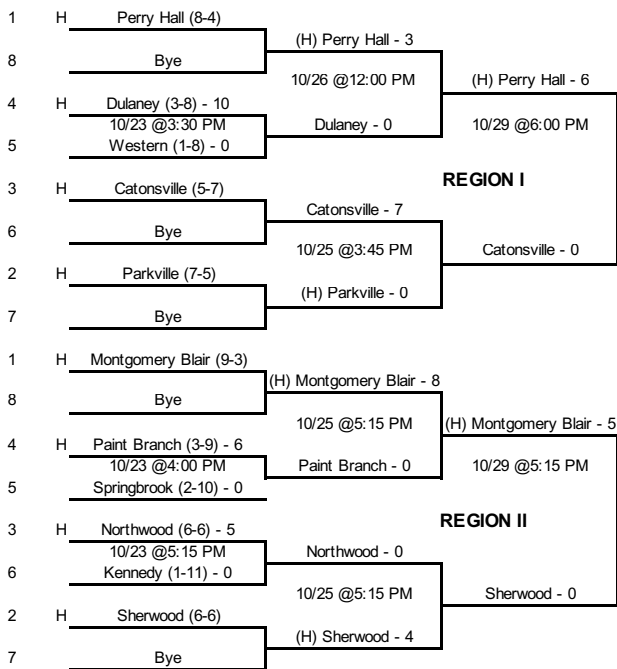 1 H Perry Hall (8-4)
(H) Perry Hall - 3
8 Bye
10/26 @12:00 PM
(H) Perry Hall - 6
4 H Dulaney (3-8) - 10
10/23 @3:30 PM
Dulaney - 0
10/29 @6:00 PM
5 Western (1-8) - 0
REGION I
3 H Catonsville (5-7)
Catonsville - 7
6 Bye
10/25 @3:45 PM
Catonsville - 0
2 H Parkville (7-5)
(H) Parkville - 0
7 Bye
1 H Montgomery Blair (9-3)
(H) Montgomery Blair - 8
8 Bye
10/25 @5:15 PM
(H) Montgomery Blair - 5
4 H Paint Branch (3-9) - 6
10/23 @4:00 PM
Paint Branch - 0
10/29 @5:15 PM
5 Springbrook (2-10) - 0
REGION II
3 H Northwood (6-6) - 5
10/23 @5:15 PM
Northwood - 0
6 Kennedy (1-11) - 0
10/25 @5:15 PM
Sherwood - 0
2 H Sherwood (6-6)
(H) Sherwood - 4
7 Bye